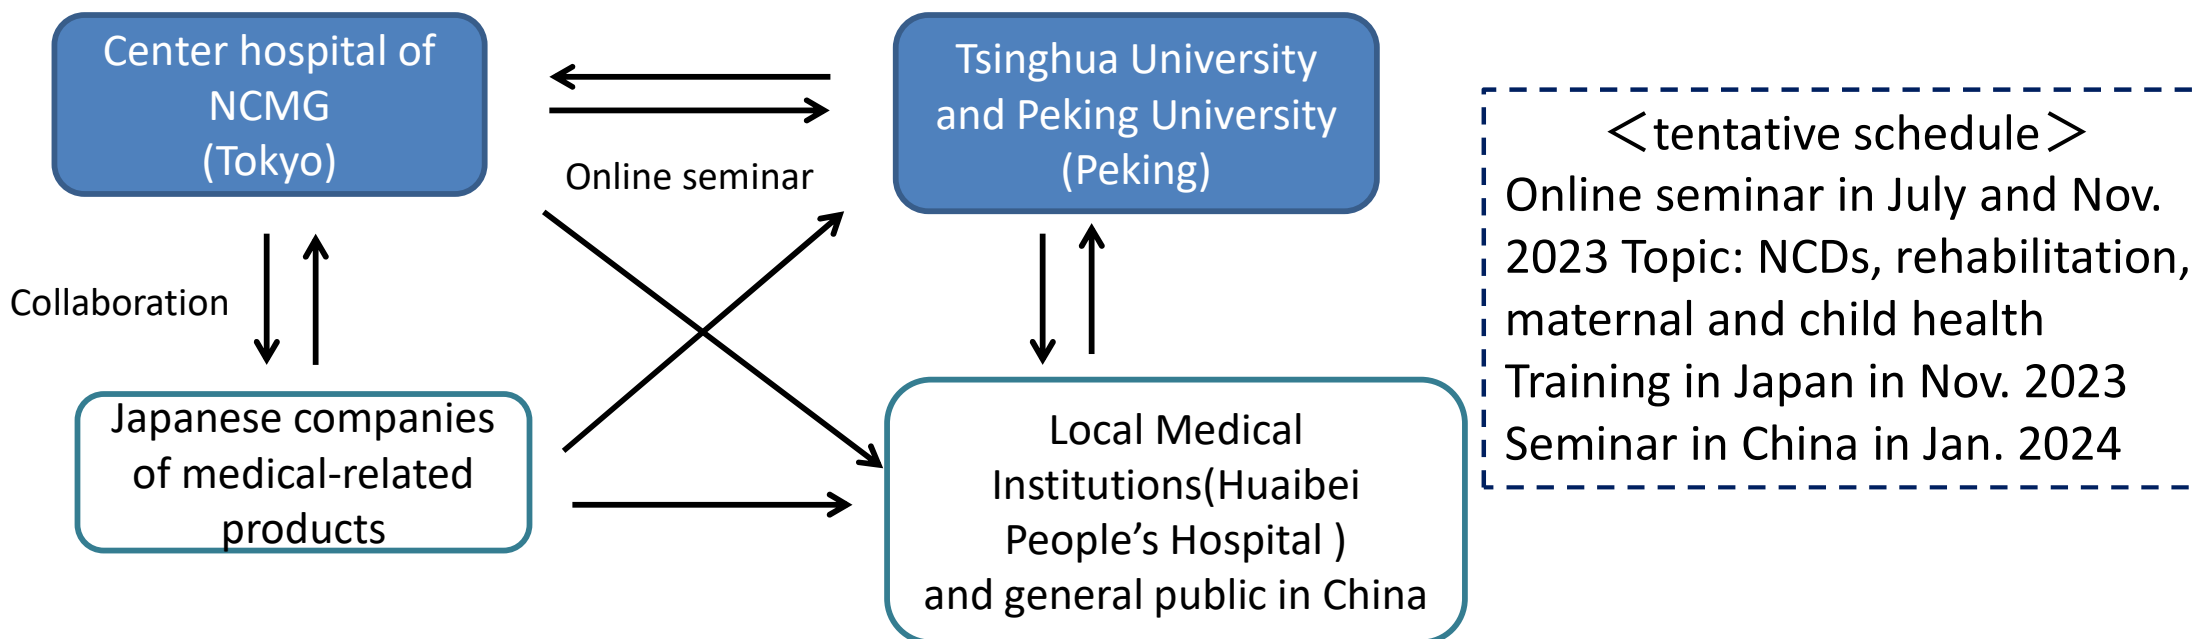 Center hospital of
NCMG
(Tokyo)
Tsinghua University
and Peking University
(Peking)
Online seminar
Collaboration
Japanese companies
of medical-related
products
Local Medical
Institutions(Huaibei
People’s Hospital )
and general public in China
＜tentative schedule＞
Online seminar in July and Nov.
2023 Topic: NCDs, rehabilitation,
maternal and child health
Training in Japan in Nov. 2023
Seminar in China in Jan. 2024